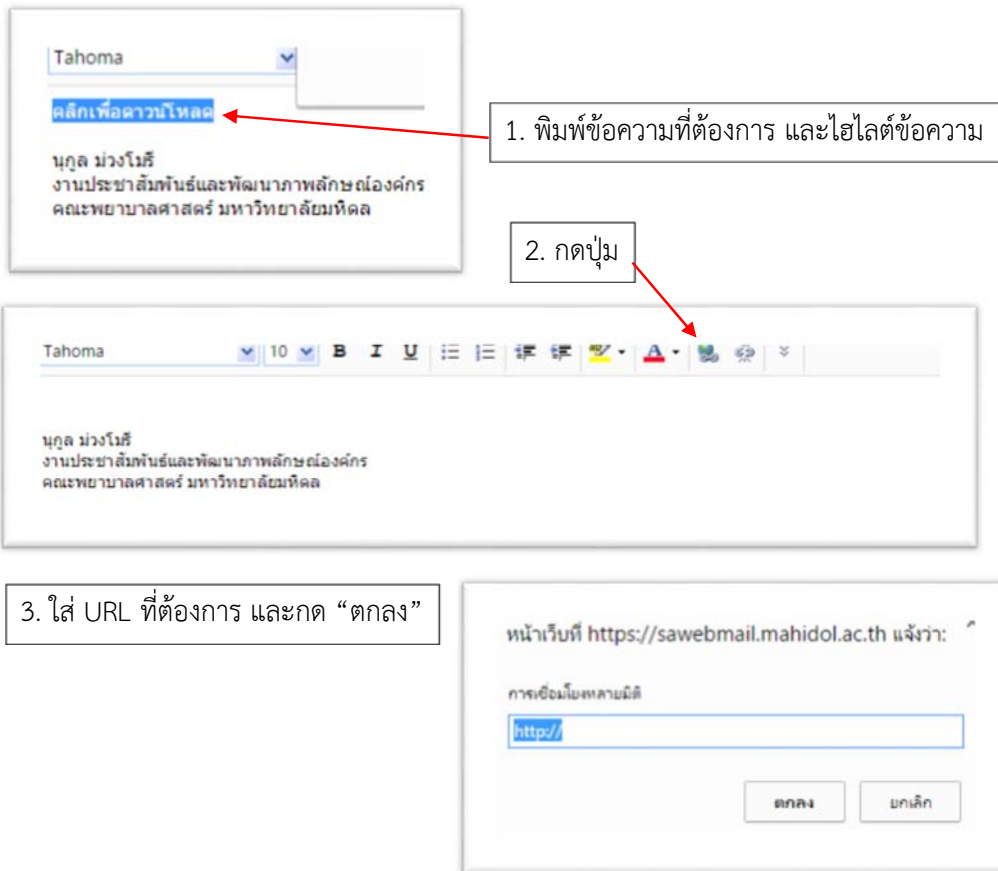 Tahoma
คลิกเพื่อดาวน์โหลด
1. พิมพ์ข้อความที่ต้องการ และไฮไลต์ข้อความ
นุกูล ม่วงโมรี
งานประชาสัมพันธ์และพัฒนาภาพลักษณ์องค์กร
คณะพยาบาลศาสตร์ มหาวิทยาลัยมหิดล
2. กดปุ่ม
Tahoma 10 B I U A
นุกูล ม่วงโมรี
งานประชาสัมพันธ์และพัฒนาภาพลักษณ์องค์กร
คณะพยาบาลศาสตร์ มหาวิทยาลัยมหิดล
3. ใส่ URL ที่ต้องการ และกด “ตกลง”
หน้าเว็บที่ https://sawebmail.mahidol.ac.th แจ้งว่า:
การเชื่อมโยงหลายมิติ
http://
ตกลง ยกเลิก